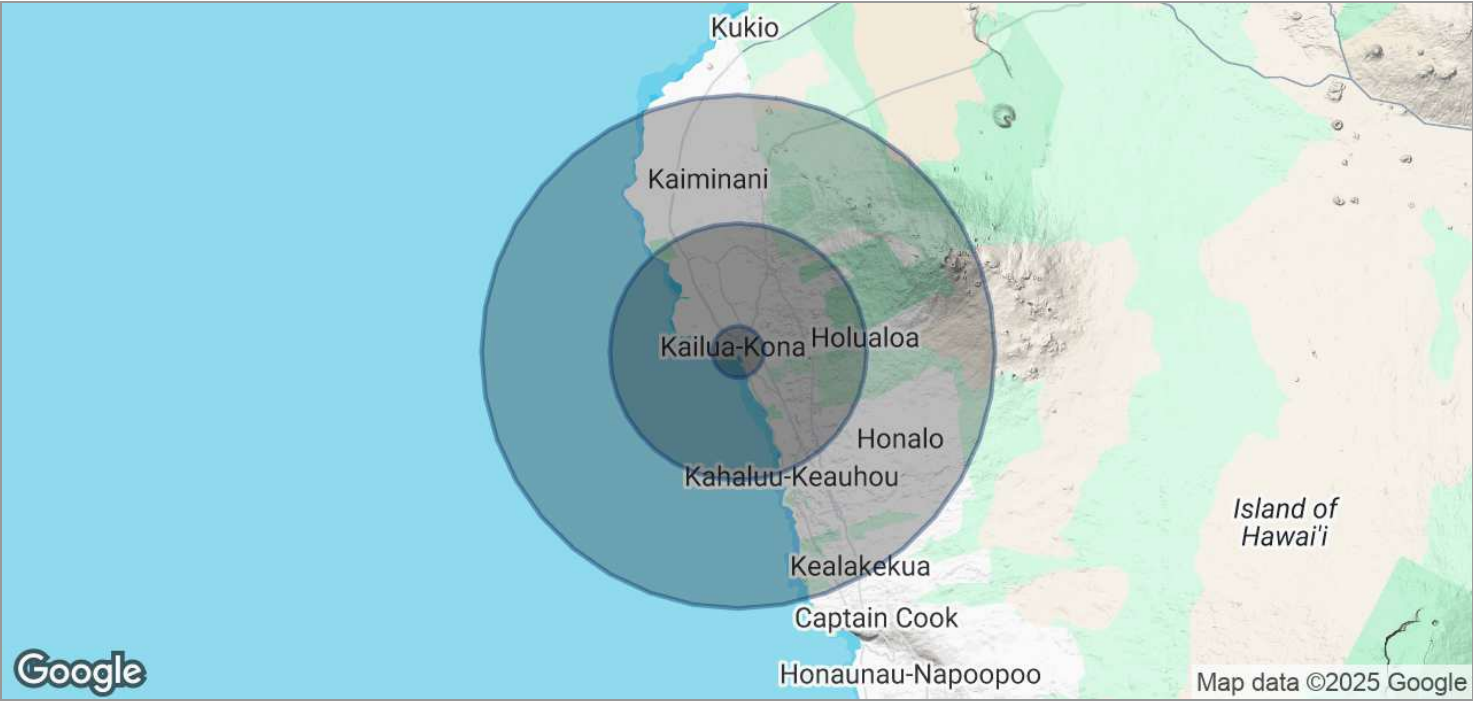 Kukio
Kaiminani
Kailua-Kona
Holualoa
Honalo
Kahaluu-Keauhou
Island of
Hawai'i
Kealakekua
Captain Cook
Honaunau-Napoopoo
Google
Map data ©2025 Google